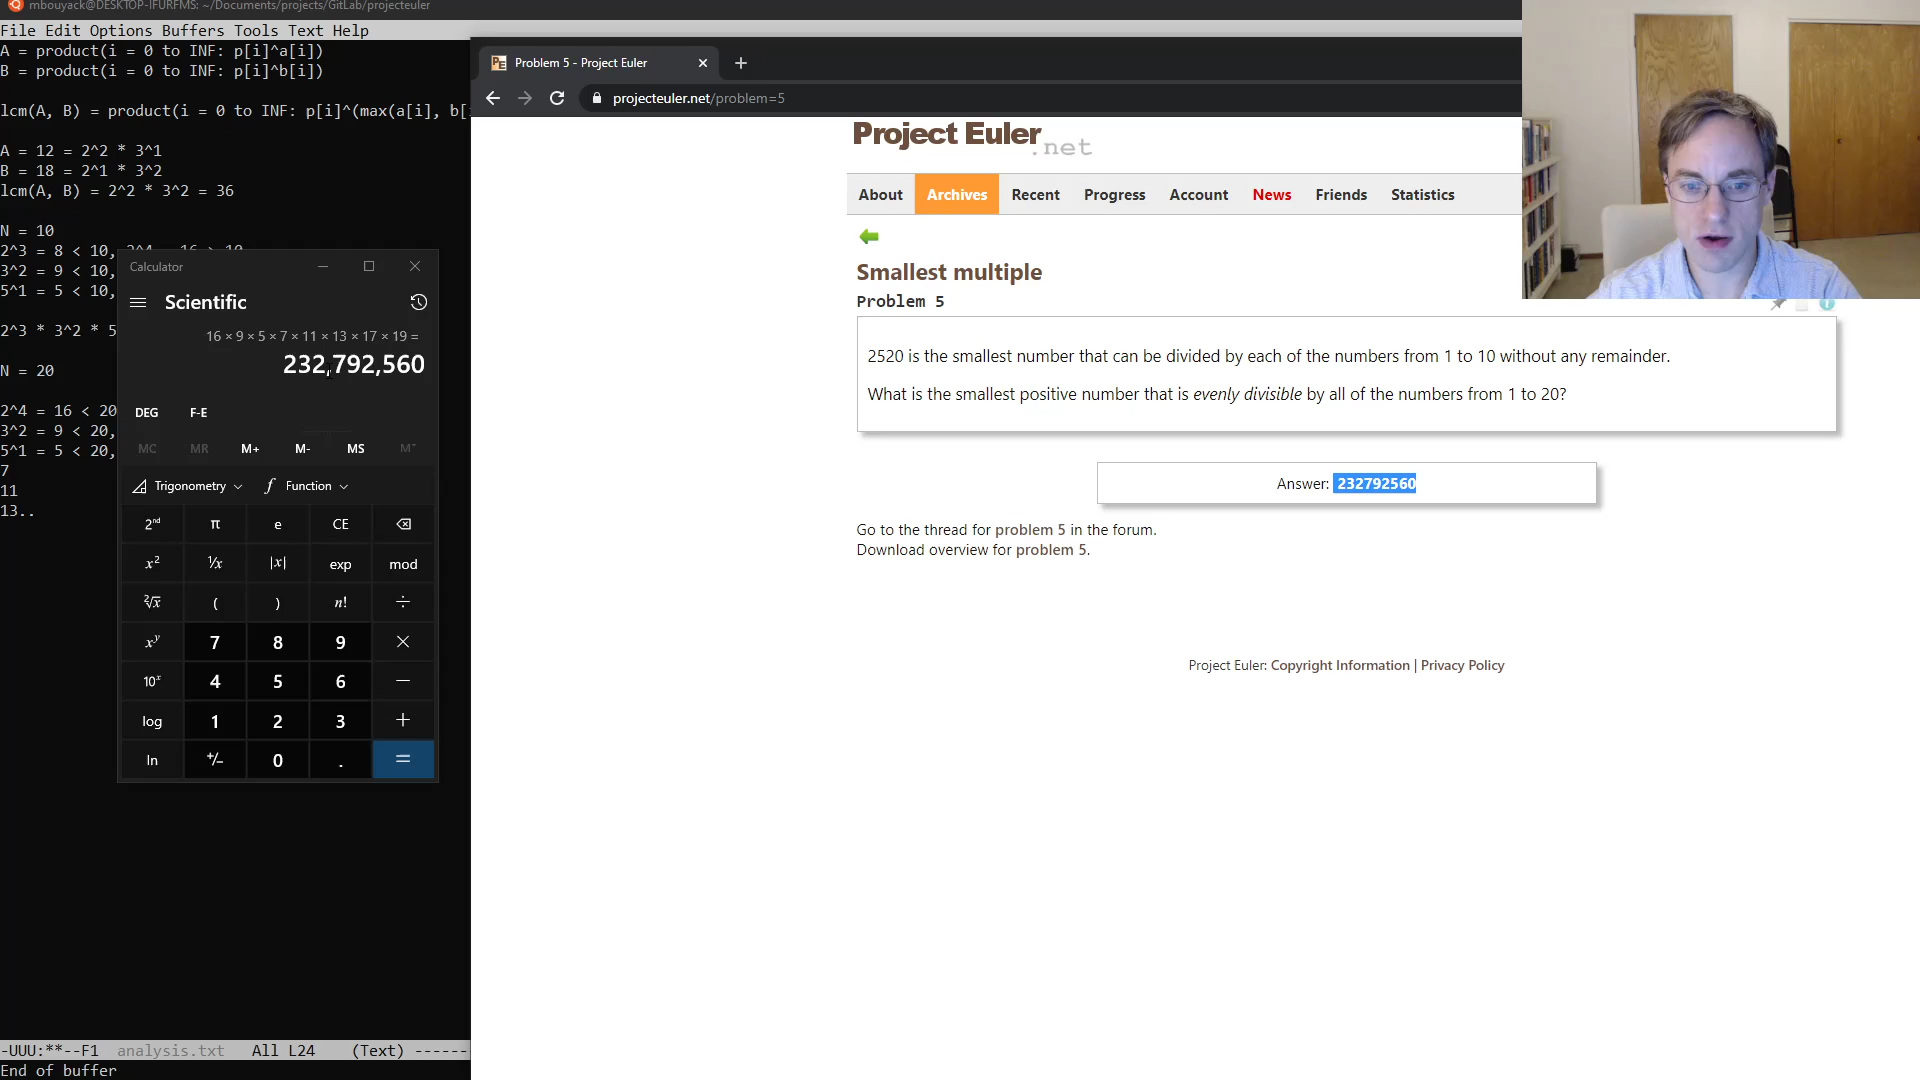 mbouyack@DESKTOP-IFURFMS: ~/Documents/projects/GitLab/projecteuler
File Edit Options Buffers Tools Text Help
A = product(i = 0 to INF: p[i]^a[i])
B = product(i = 0 to INF: p[i]^b[i])
lcm(A, B) = product(i = 0 to INF: p[i]^(max(a[i], b[
A = 12 = 2^2 * 3^1
B = 18 = 2^1 * 3^2
lcm(A, B) = 2^2 * 3^2 = 36
N = 10
2^3 = 8 < 10, 2^4 = 16 > 10
3^2 = 9 < 10,
5^1 = 5 < 10,
2^3 * 3^2 * 5
N = 20
2^4 = 16 < 20
3^2 = 9 < 20,
5^1 = 5 < 20,
7
11
13..
-UUU:**--F1 analysis.txt All L24 (Text) ------
End of buffer
Calculator
Scientific
16 × 9 × 5 × 7 × 11 × 13 × 17 × 19 =
232,792,560
DEG F-E
MC MR M+ M- MS M˅
Trigonometry f Function
2nd π e CE
x² ¹/x |x| exp mod
²√x ( ) n! ÷
xʸ 7 8 9 ×
10ˣ 4 5 6 −
log 1 2 3 +
ln +/− 0 . =
Problem 5 - Project Euler
projecteuler.net/problem=5
Project Euler
.net
About Archives Recent Progress Account News Friends Statistics
Smallest multiple
Problem 5
2520 is the smallest number that can be divided by each of the numbers from 1 to 10 without any remainder.
What is the smallest positive number that is evenly divisible by all of the numbers from 1 to 20?
Answer: 232792560
Go to the thread for problem 5 in the forum.
Download overview for problem 5.
Project Euler: Copyright Information | Privacy Policy